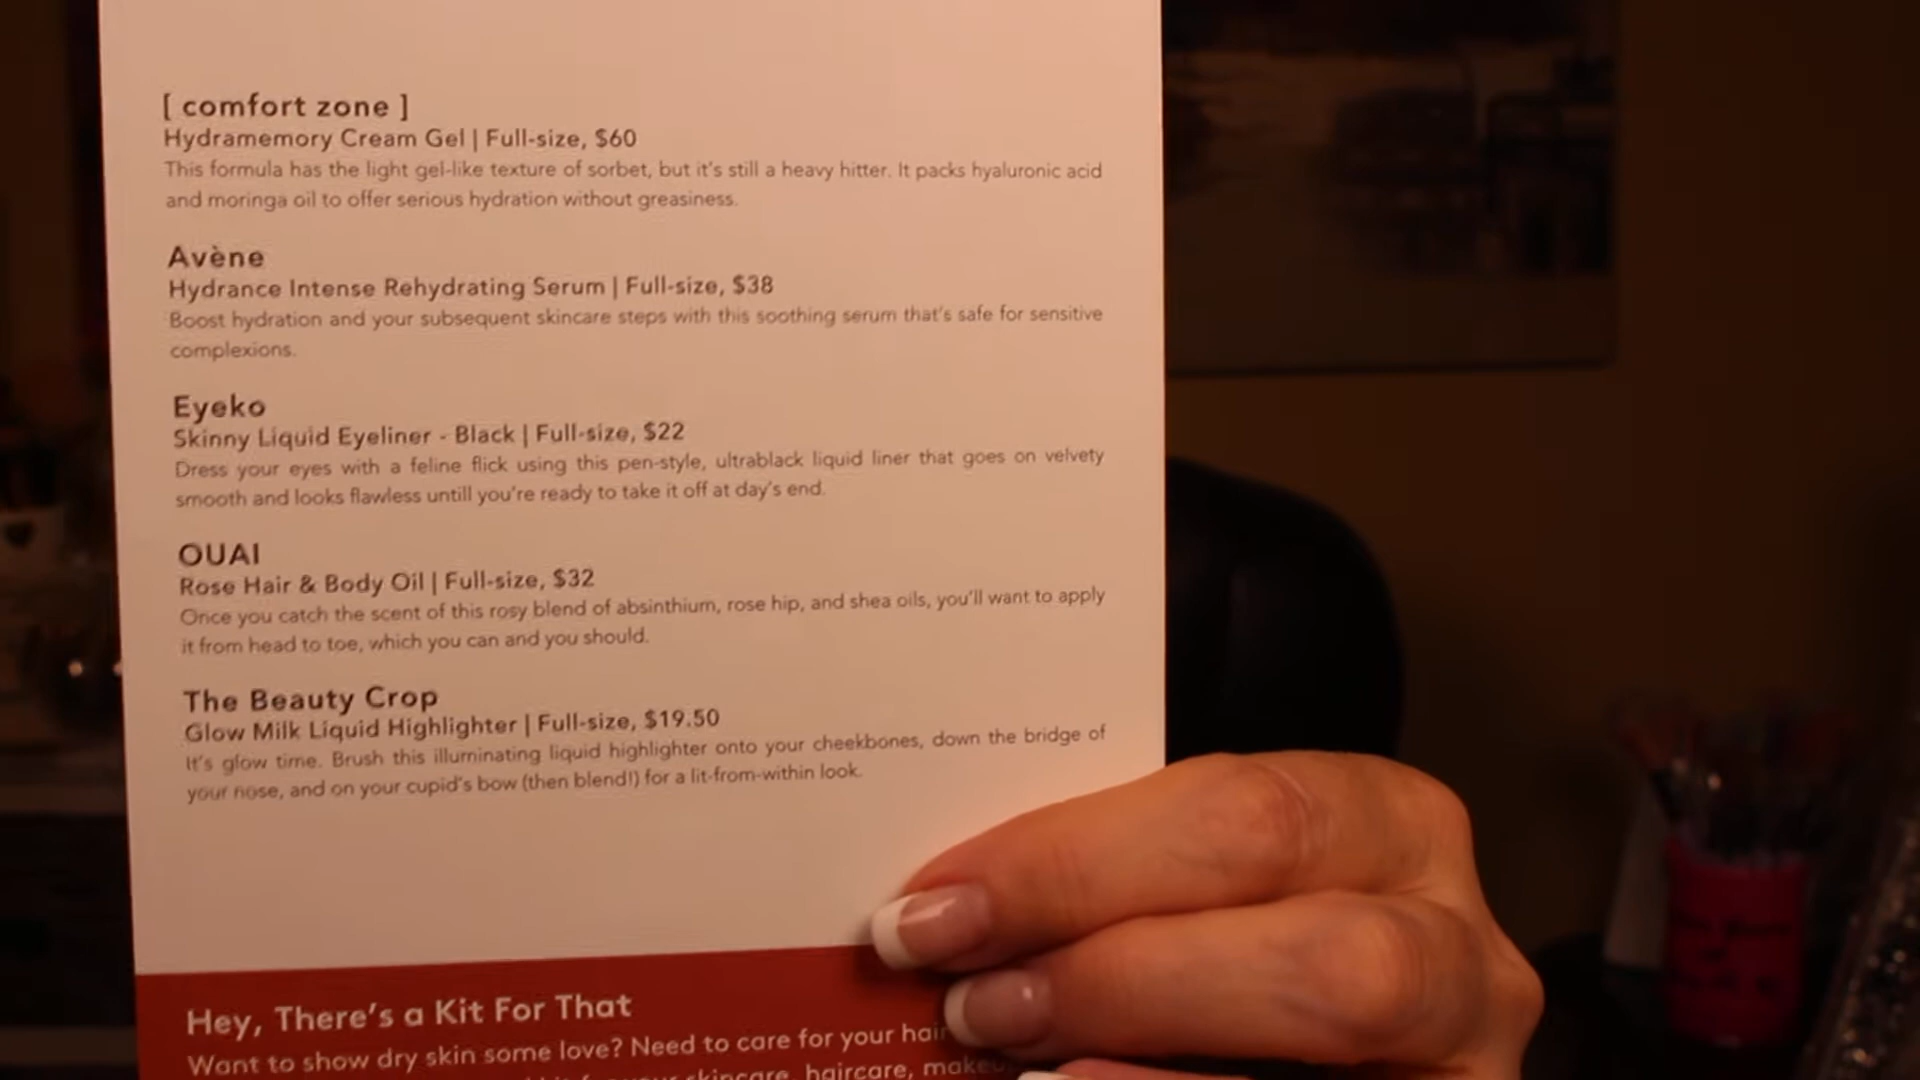 [ comfort zone ]
Hydramemory Cream Gel | Full-size, $60
This formula has the light gel-like texture of sorbet, but it's still a heavy hitter. It packs hyaluronic acid
and moringa oil to offer serious hydration without greasiness.
Avène
Hydrance Intense Rehydrating Serum | Full-size, $38
Boost hydration and your subsequent skincare steps with this soothing serum that's safe for sensitive
complexions.
Eyeko
Skinny Liquid Eyeliner - Black | Full-size, $22
Dress your eyes with a feline flick using this pen-style, ultrablack liquid liner that goes on velvety
smooth and looks flawless untill you're ready to take it off at day's end.
OUAI
Rose Hair & Body Oil | Full-size, $32
Once you catch the scent of this rosy blend of absinthium, rose hip, and shea oils, you'll want to apply
it from head to toe, which you can and you should.
The Beauty Crop
Glow Milk Liquid Highlighter | Full-size, $19.50
It's glow time. Brush this illuminating liquid highlighter onto your cheekbones, down the bridge of
your nose, and on your cupid's bow (then blend!) for a lit-from-within look.
Hey, There's a Kit For That
Want to show dry skin some love? Need to care for your hair
skincare, haircare,